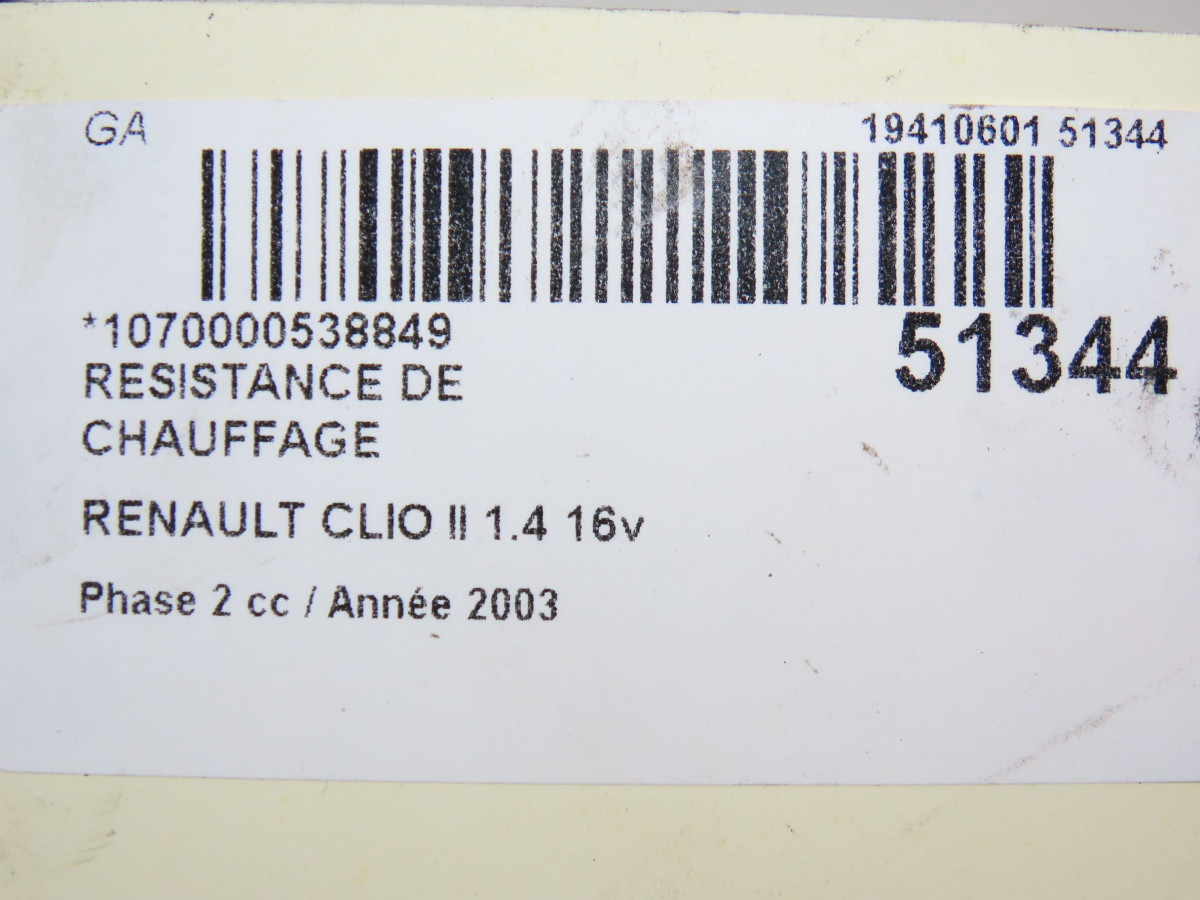 GA
19410601 51344
*1070000538849
51344
RESISTANCE DE
CHAUFFAGE
RENAULT CLIO II 1.4 16v
Phase 2 cc / Année 2003